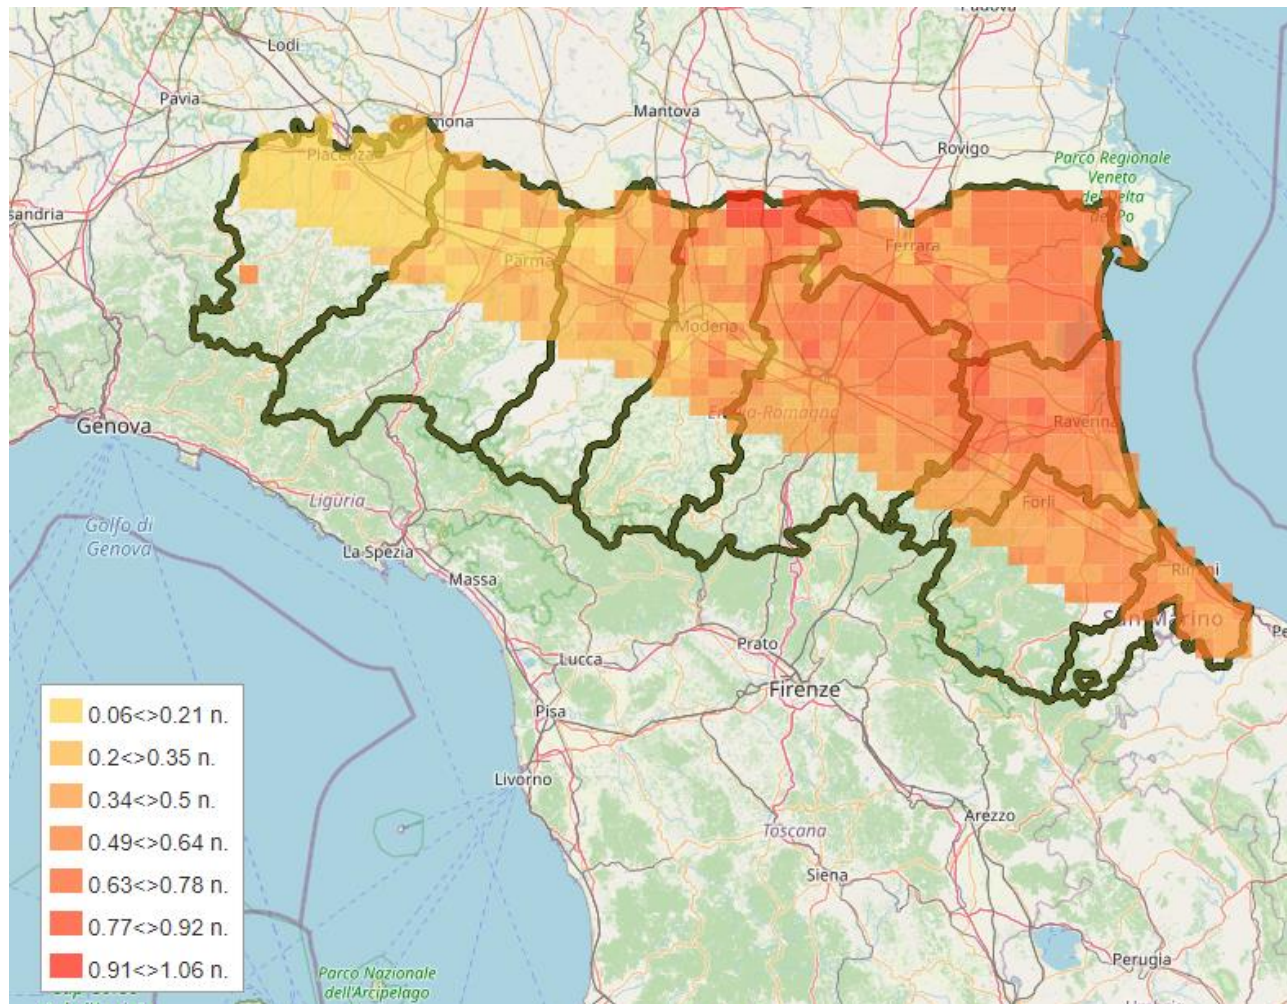 Padova
Lodi
Pavia
Mantova
mona
Rovigo
Piacenza
Parco Regionale
Veneto
del Delta
del Po
sandria
Ferrara
Parma
Modena
Genova
Emilia-Romagna
Ravenna
Liguria
Forlì
Golfo di
Genova
La Spezia
Massa
Rimini
San Marino
Pe
Prato
Lucca
Firenze
Pisa
0.06<>0.21 n.
0.2<>0.35 n.
0.34<>0.5 n.
0.49<>0.64 n.
0.63<>0.78 n.
0.77<>0.92 n.
0.91<>1.06 n.
Livorno
Arezzo
Toscana
Siena
Perugia
Parco Nazionale
dell'Arcipelago